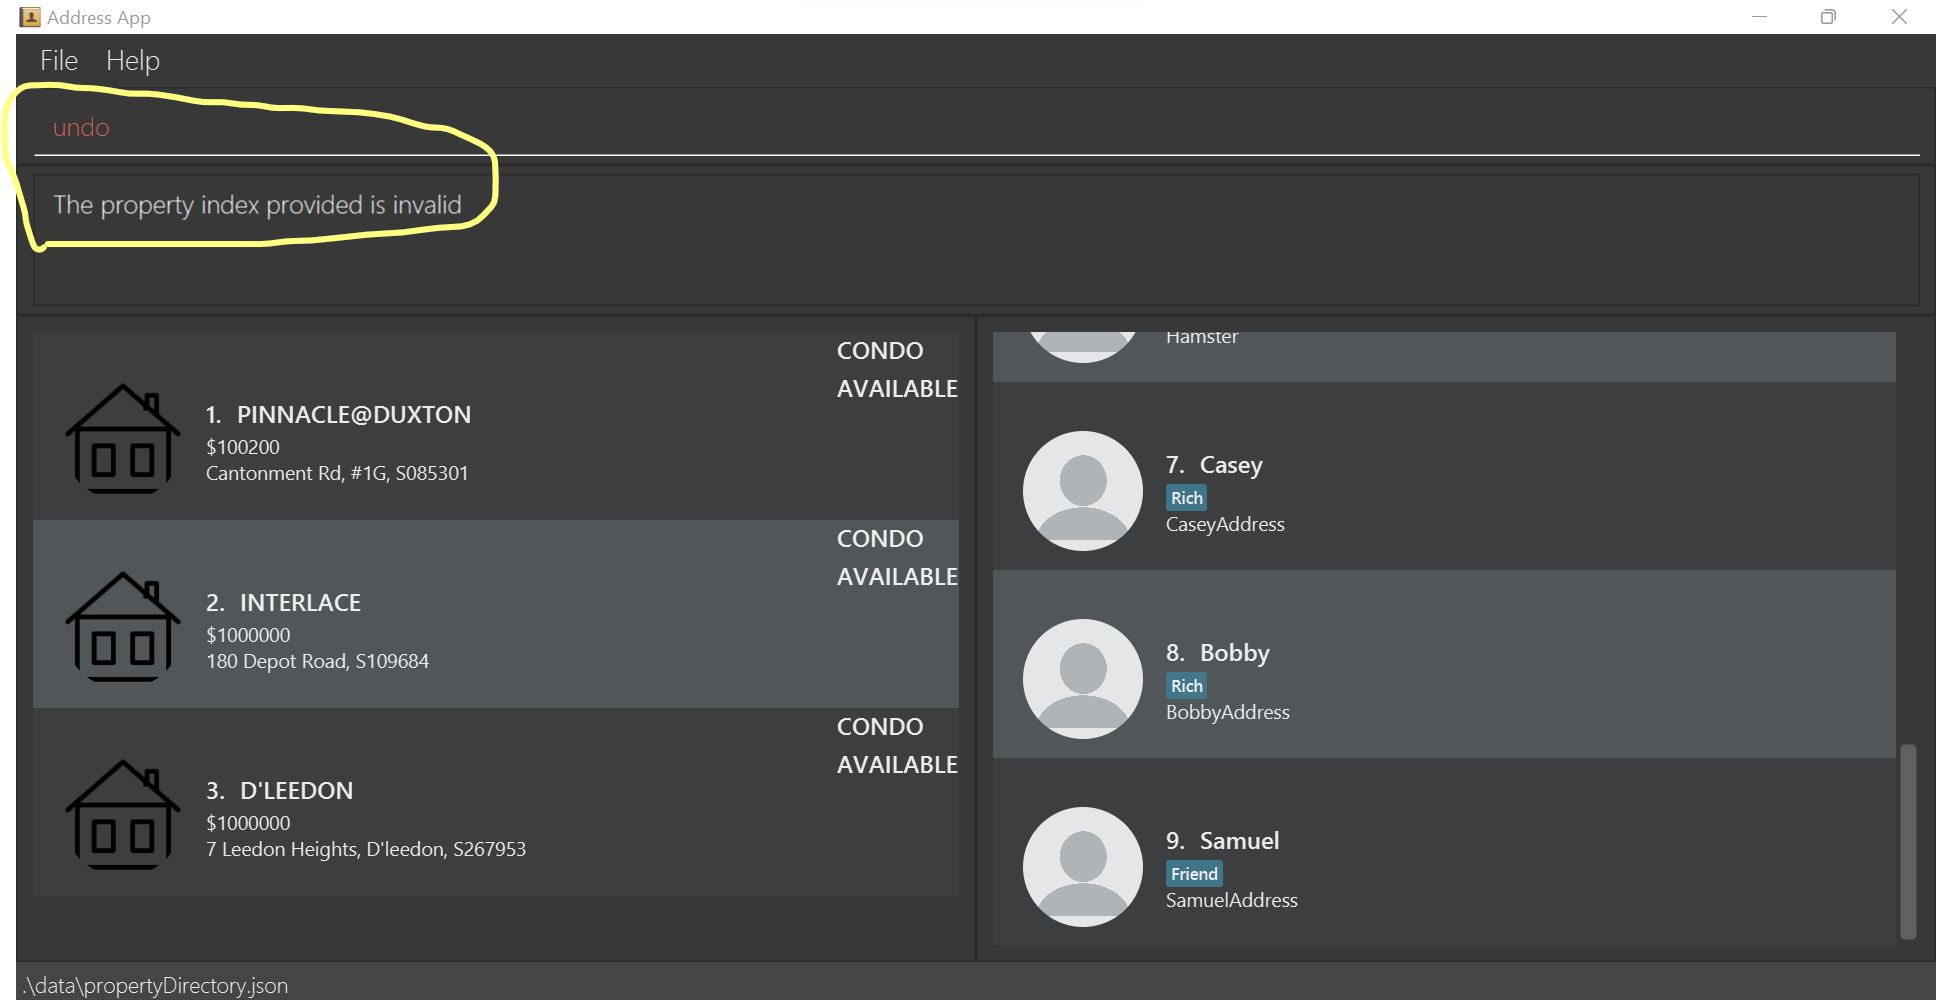 Address App
File Help
undo
The property index provided is invalid
CONDO
AVAILABLE
1. PINNACLE@DUXTON
$100200
Cantonment Rd, #1G, S085301
CONDO
AVAILABLE
2. INTERLACE
$1000000
180 Depot Road, S109684
CONDO
AVAILABLE
3. D'LEEDON
$1000000
7 Leedon Heights, D'leedon, S267953
Hamster
7. Casey
Rich
CaseyAddress
8. Bobby
Rich
BobbyAddress
9. Samuel
Friend
SamuelAddress
.\data\propertyDirectory.json